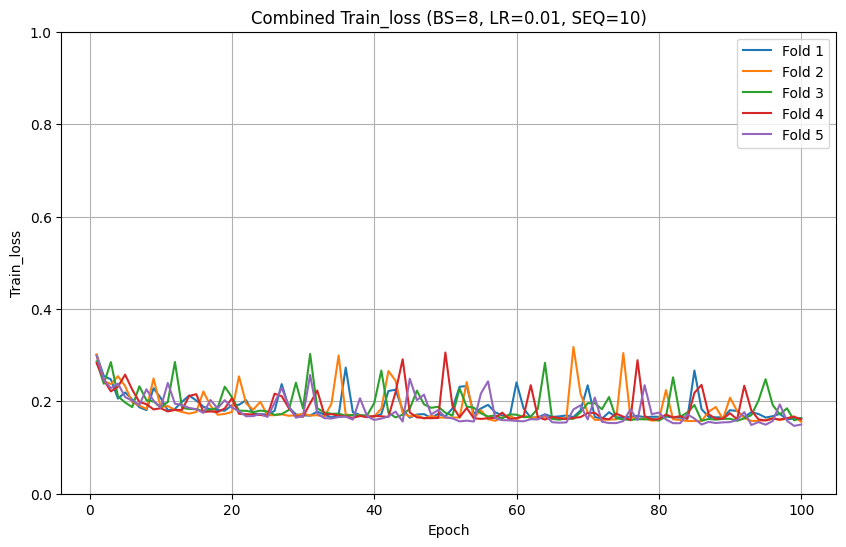 Combined Train_loss (BS=8, LR=0.01, SEQ=10)
Fold 1
Fold 2
Fold 3
Fold 4
Fold 5
Train_loss
1.0
0.8
0.6
0.4
0.2
0.0
0 20 40 60 80 100
Epoch